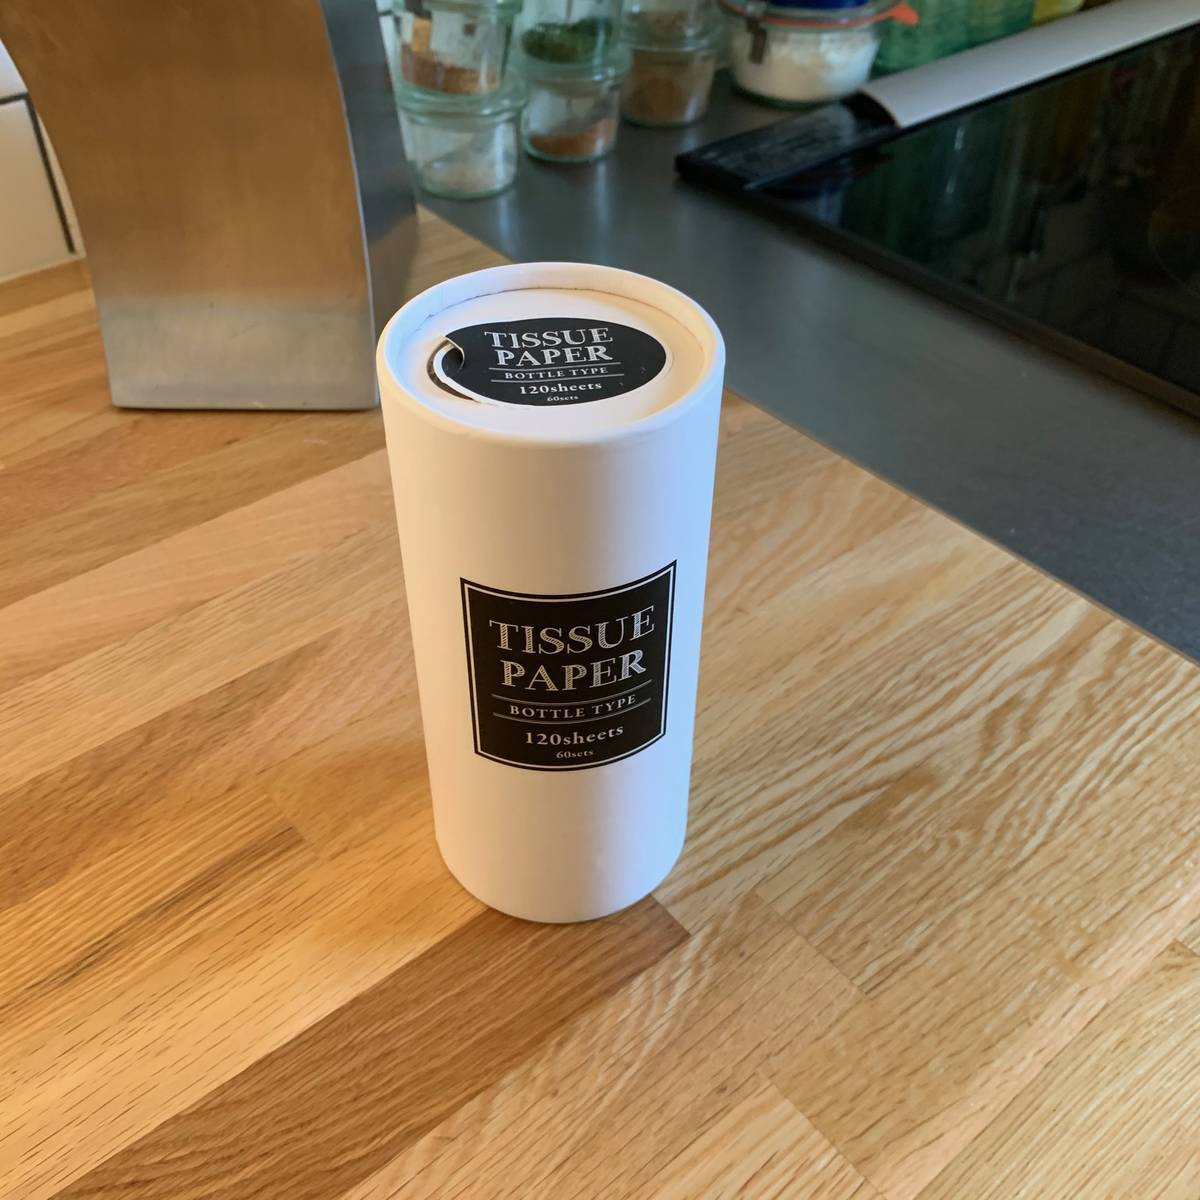 TISSUE
PAPER
BOTTLE TYPE
120sheets
60sets
TISSUE
PAPER
BOTTLE TYPE
120sheets
60sets